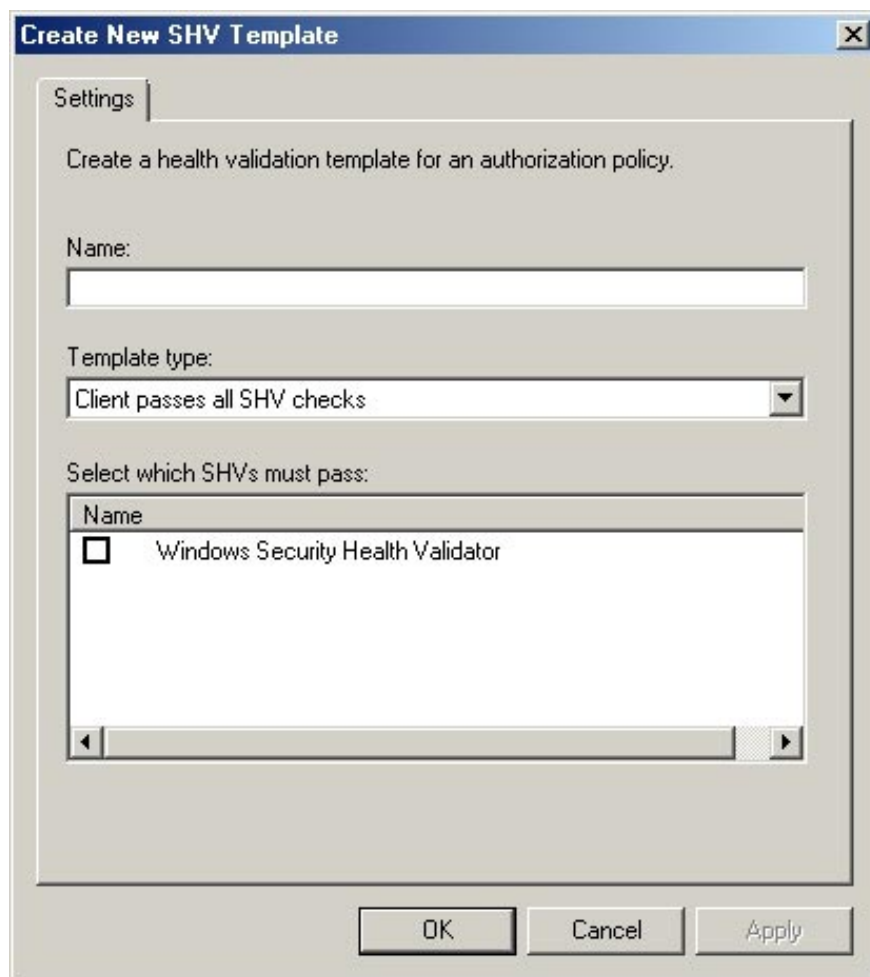 Create New SHV Template
Settings
Create a health validation template for an authorization policy.
Name:
Template type:
Client passes all SHV checks
Select which SHVs must pass:
Name
Windows Security Health Validator
OK Cancel Apply